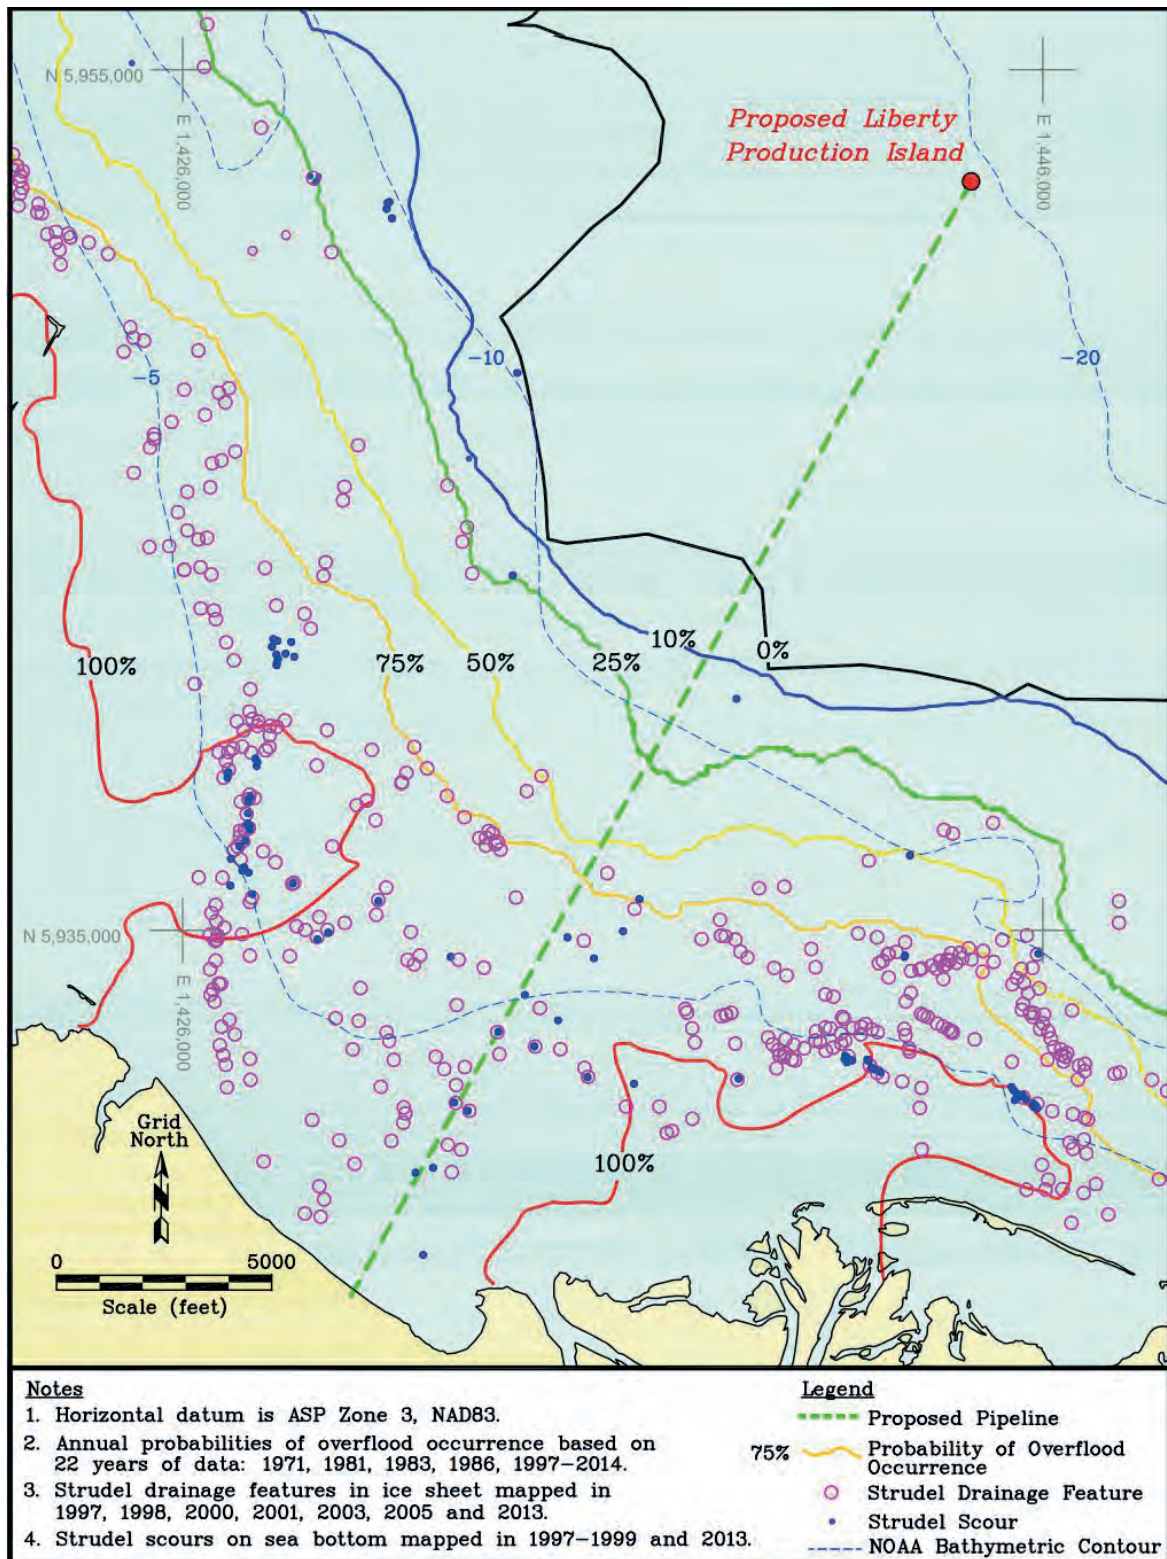 N 5,955,000
E 1,426,000
E 1,446,000
Proposed Liberty
Production Island
-5
-10
-20
100%
75%
50%
25%
10%
0%
N 5,935,000
E 1,426,000
100%
Grid
North
N
0 5000
Scale (feet)
Notes
1. Horizontal datum is ASP Zone 3, NAD83.
2. Annual probabilities of overflood occurrence based on
22 years of data: 1971, 1981, 1983, 1986, 1997-2014.
3. Strudel drainage features in ice sheet mapped in
1997, 1998, 2000, 2001, 2003, 2005 and 2013.
4. Strudel scours on sea bottom mapped in 1997-1999 and 2013.
Legend
Proposed Pipeline
75% Probability of Overflood
Occurrence
Strudel Drainage Feature
Strudel Scour
NOAA Bathymetric Contour